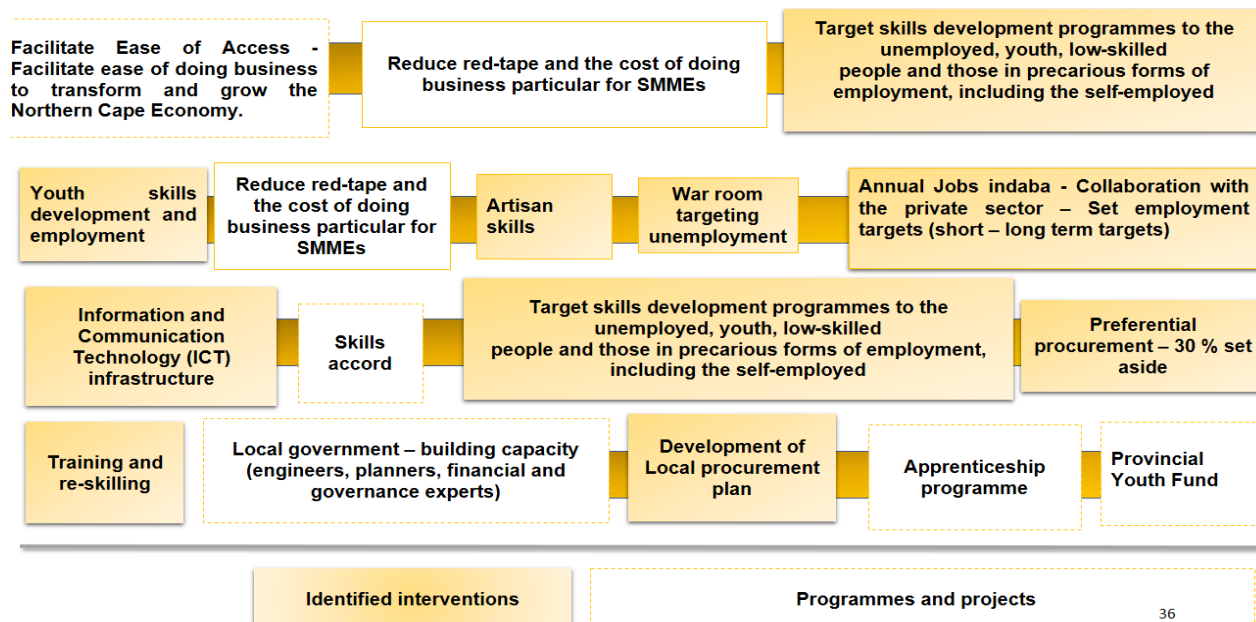 Facilitate Ease of Access -
Facilitate ease of doing business
to transform and grow the
Northern Cape Economy.
Reduce red-tape and the cost of doing
business particular for SMMEs
Target skills development programmes to the
unemployed, youth, low-skilled
people and those in precarious forms of
employment, including the self-employed
Youth skills
development and
employment
Reduce red-tape and
the cost of doing
business particular for
SMMEs
Artisan
skills
War room
targeting
unemployment
Annual Jobs indaba - Collaboration with
the private sector – Set employment
targets (short – long term targets)
Information and
Communication
Technology (ICT)
infrastructure
Skills
accord
Target skills development programmes to the
unemployed, youth, low-skilled
people and those in precarious forms of employment,
including the self-employed
Preferential
procurement – 30 % set
aside
Training and
re-skilling
Local government – building capacity
(engineers, planners, financial and
governance experts)
Development of
Local procurement
plan
Apprenticeship
programme
Provincial
Youth Fund
Identified interventions
Programmes and projects
36